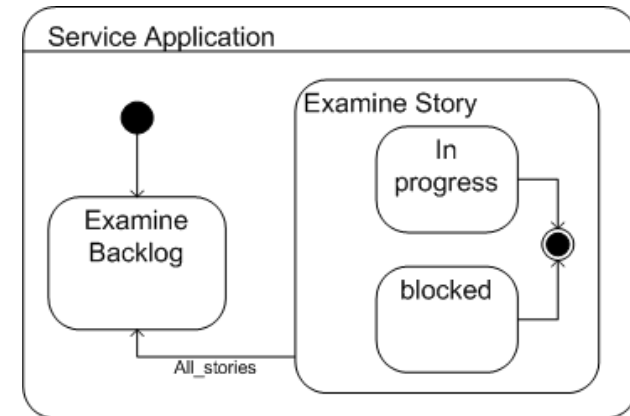 Service Application
Examine Story
In
progress
Examine
Backlog
blocked
All_stories